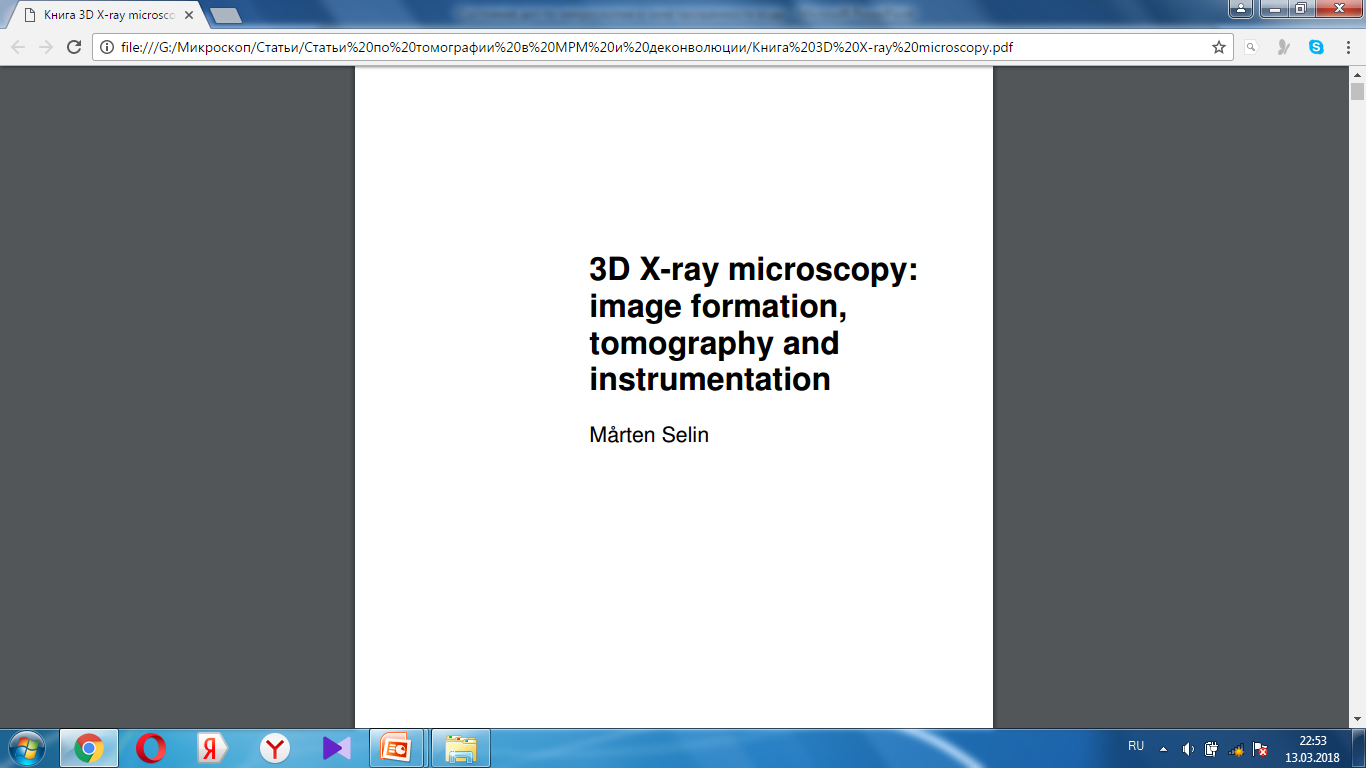 Книга 3D X-ray microsco
file:///G:/Микроскоп/Статьи/Статьи%20по%20томографии%20в%20МРМ%20и%20деконволюции/Книга%203D%20X-ray%20microscopy.pdf
3D X-ray microscopy:
image formation,
tomography and
instrumentation
Mårten Selin
RU
22:53
13.03.2018